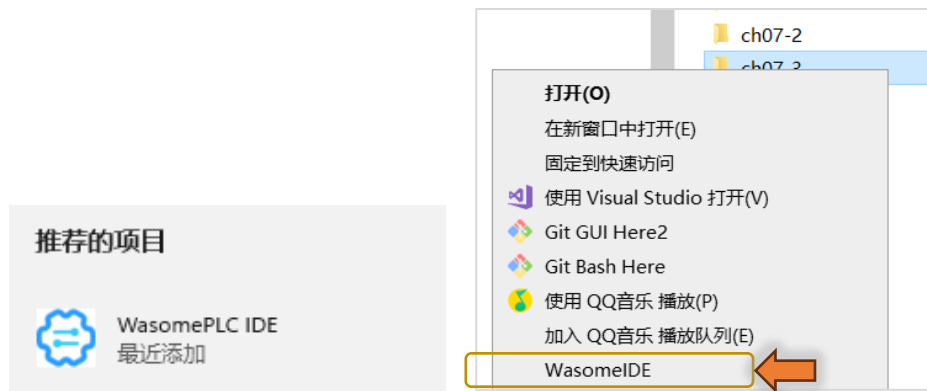 推荐的项目
WasomePLC IDE
最近添加
ch07-2
ch07-3
打开(O)
在新窗口中打开(E)
固定到快速访问
使用 Visual Studio 打开(V)
Git GUI Here2
Git Bash Here
使用 QQ音乐 播放(P)
加入 QQ音乐 播放队列(E)
WasomeIDE